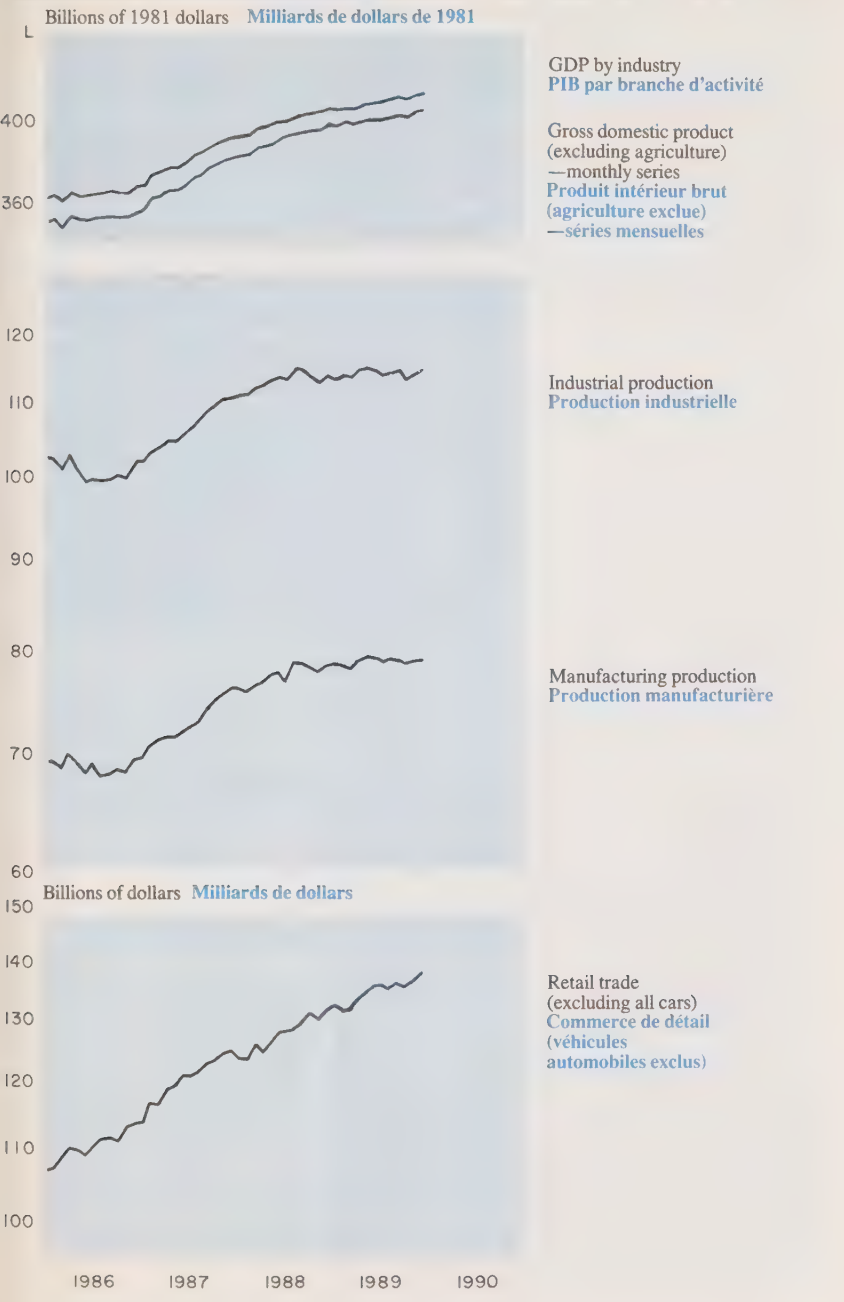 Billions of 1981 dollars Milliards de dollars de 1981
L
GDP by industry
PIB par branche d'activité
400
Gross domestic product
(excluding agriculture)
—monthly series
Produit intérieur brut
(agriculture exclue)
—séries mensuelles
360
120
Industrial production
Production industrielle
110
100
90
80
Manufacturing production
Production manufacturière
70
60
Billions of dollars Milliards de dollars
150
140
Retail trade
(excluding all cars)
Commerce de détail
(véhicules
automobiles exclus)
130
120
110
100
1986 1987 1988 1989 1990